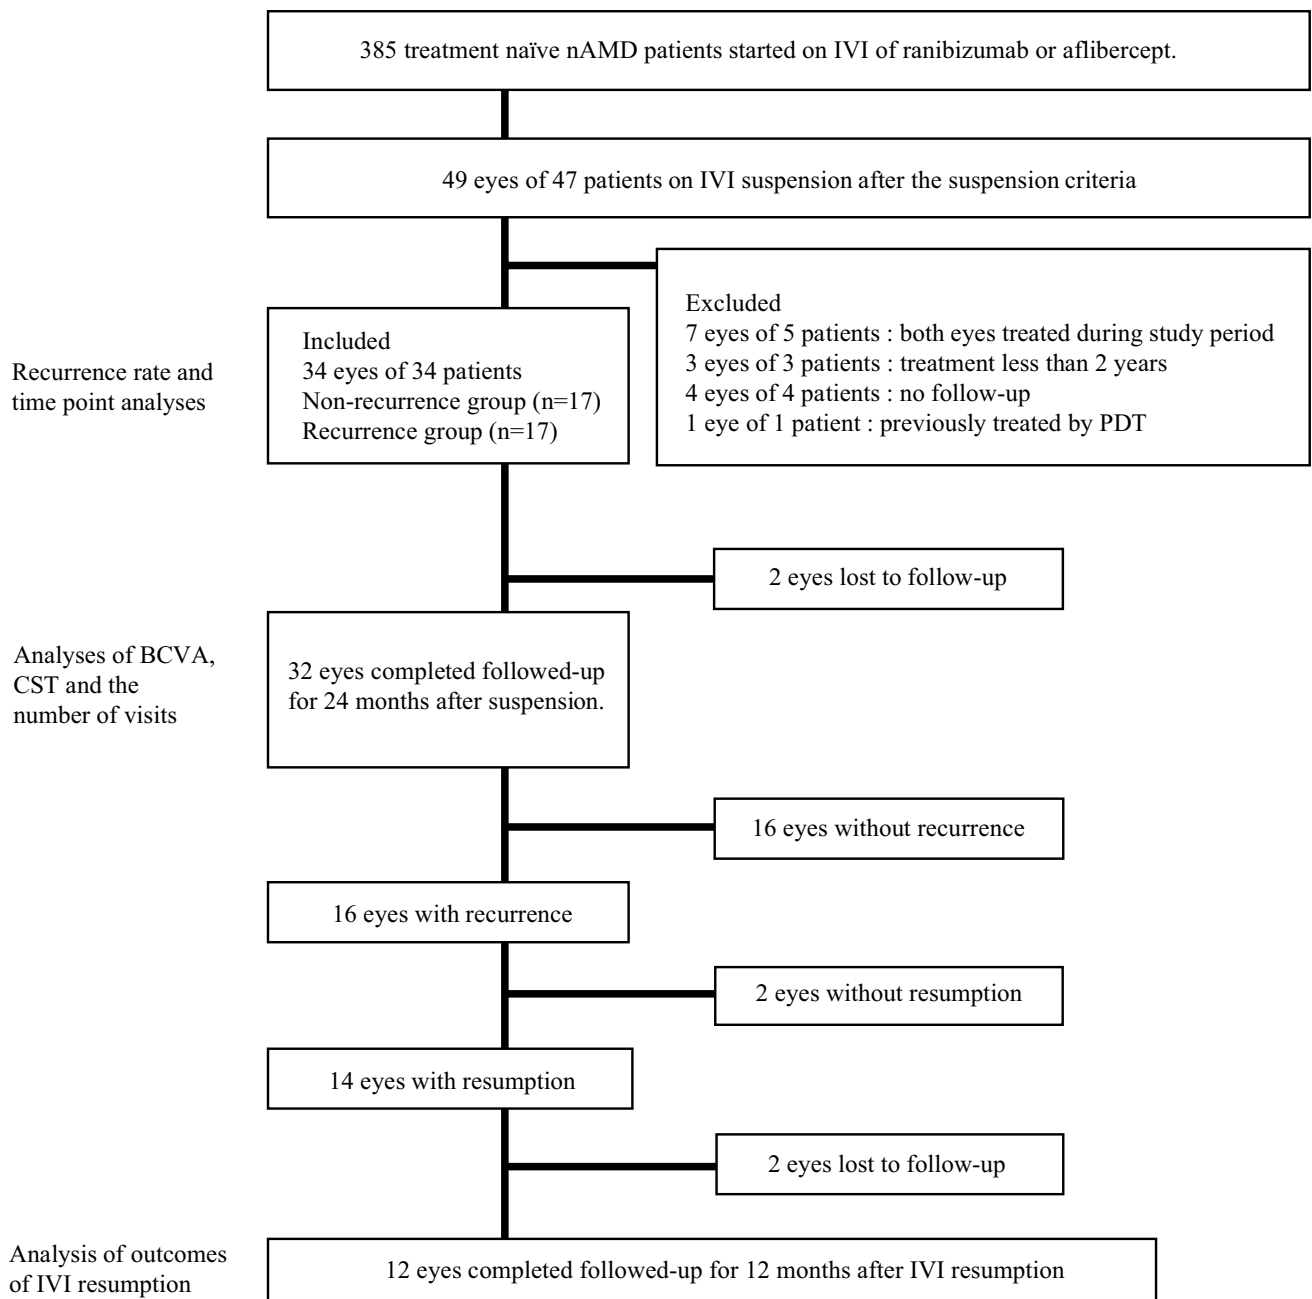 385 treatment naïve nAMD patients started on IVI of ranibizumab or aflibercept.
49 eyes of 47 patients on IVI suspension after the suspension criteria
Excluded
7 eyes of 5 patients : both eyes treated during study period
3 eyes of 3 patients : treatment less than 2 years
4 eyes of 4 patients : no follow-up
1 eye of 1 patient : previously treated by PDT
Recurrence rate and
time point analyses
Included
34 eyes of 34 patients
Non-recurrence group (n=17)
Recurrence group (n=17)
2 eyes lost to follow-up
Analyses of BCVA,
CST and the
number of visits
32 eyes completed followed-up
for 24 months after suspension.
16 eyes without recurrence
16 eyes with recurrence
2 eyes without resumption
14 eyes with resumption
2 eyes lost to follow-up
Analysis of outcomes
of IVI resumption
12 eyes completed followed-up for 12 months after IVI resumption